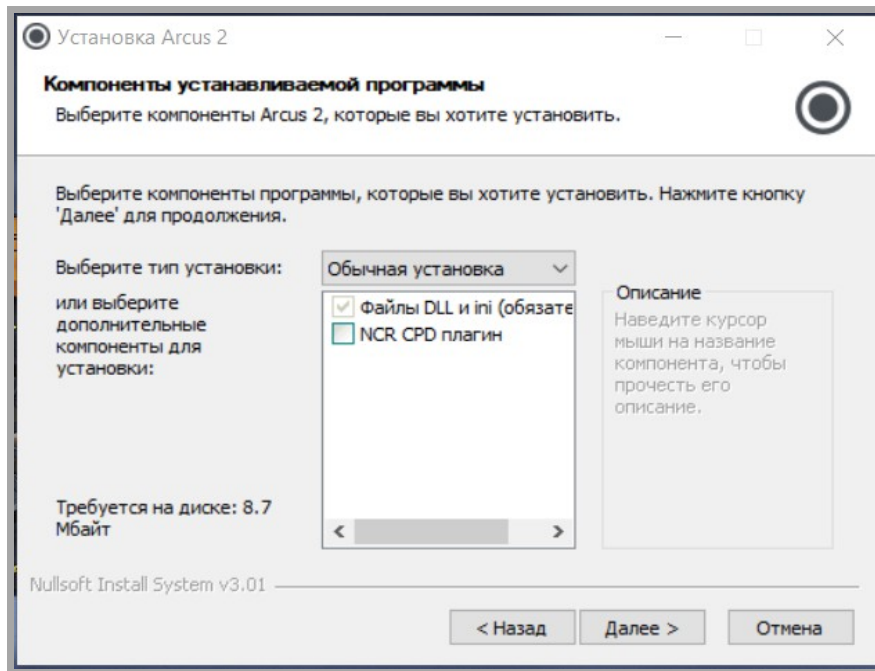 Установка Arcus 2
Компоненты устанавливаемой программы
Выберите компоненты Arcus 2, которые вы хотите установить.
Выберите компоненты программы, которые вы хотите установить. Нажмите кнопку
'Далее' для продолжения.
Выберите тип установки:
Обычная установка
или выберите
дополнительные
компоненты для
установки:
Файлы DLL и ini (обязате
NCR CPD плагин
Описание
Наведите курсор
мыши на название
компонента, чтобы
прочесть его
описание.
Требуется на диске: 8.7
Мбайт
Nullsoft Install System v3.01
< Назад
Далее >
Отмена